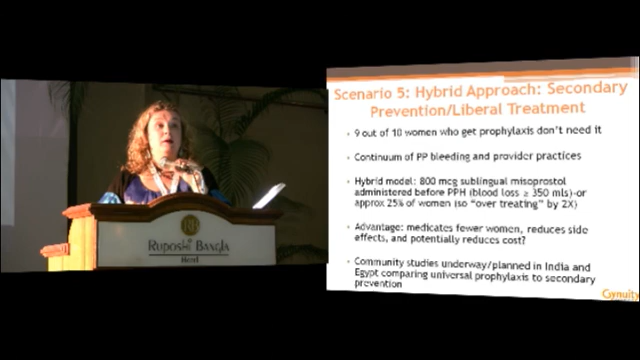 RB
RUPOSHI BANGLA
Hotel
Scenario 5: Hybrid Approach: Secondary
Prevention/Liberal Treatment
• 9 out of 10 women who get prophylaxis don't need it
• Continuum of PP bleeding and provider practices
• Hybrid model: 800 mcg sublingual misoprostol
administered before PPH (blood loss ≥ 350 mls)-or
approx 25% of women (so "over treating" by 2X)
• Advantage: medicates fewer women, reduces side
effects, and potentially reduces cost?
• Community studies underway/planned in India and
Egypt comparing universal prophylaxis to secondary
prevention
Gynuity